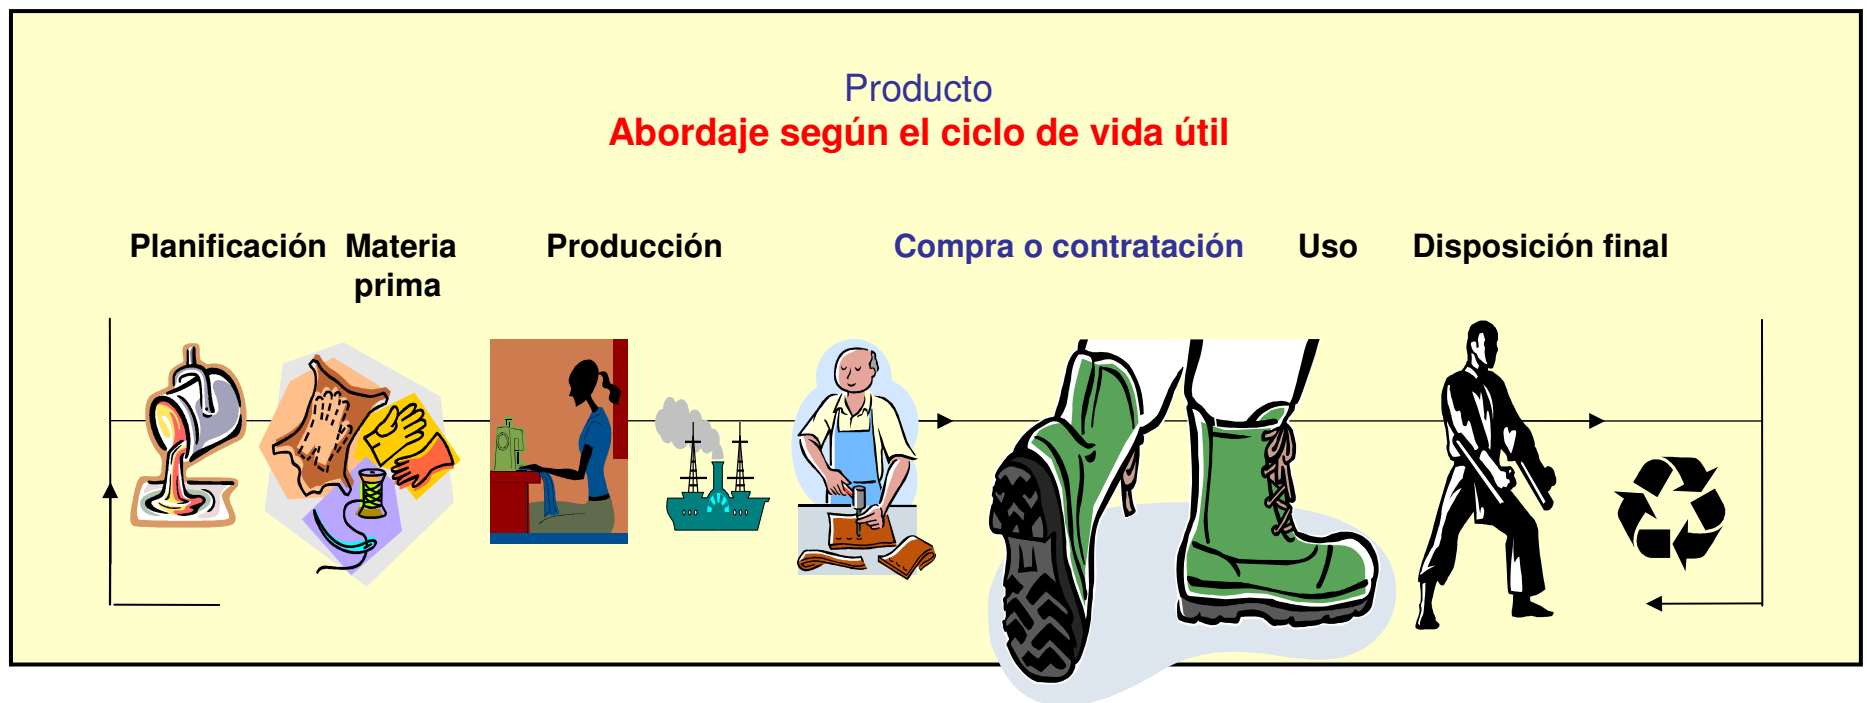 Producto
Abordaje según el ciclo de vida útil
Planificación Materia prima Producción Compra o contratación Uso Disposición final